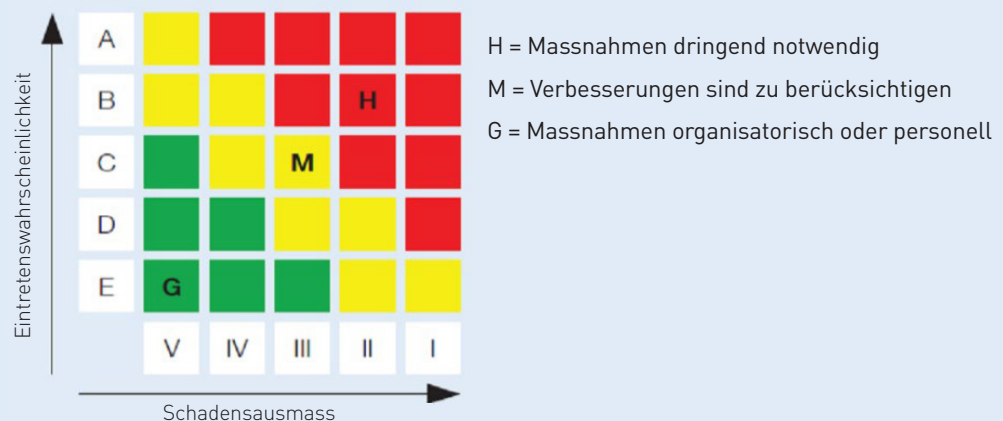 Eintretenswahrscheinlichkeit
A
B H
C M
D
E G
V IV III II I
Schadensausmass
H = Massnahmen dringend notwendig
M = Verbesserungen sind zu berücksichtigen
G = Massnahmen organisatorisch oder personell